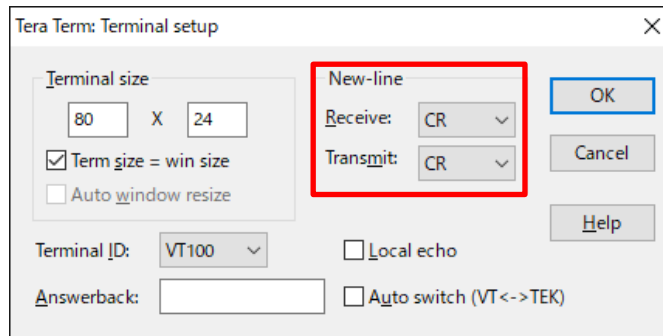 Tera Term: Terminal setup
Terminal size
80 X 24
Term size = win size
Auto window resize
New-line
Receive: CR
Transmit: CR
OK
Cancel
Help
Terminal ID: VT100
Local echo
Answerback:
Auto switch (VT<->TEK)